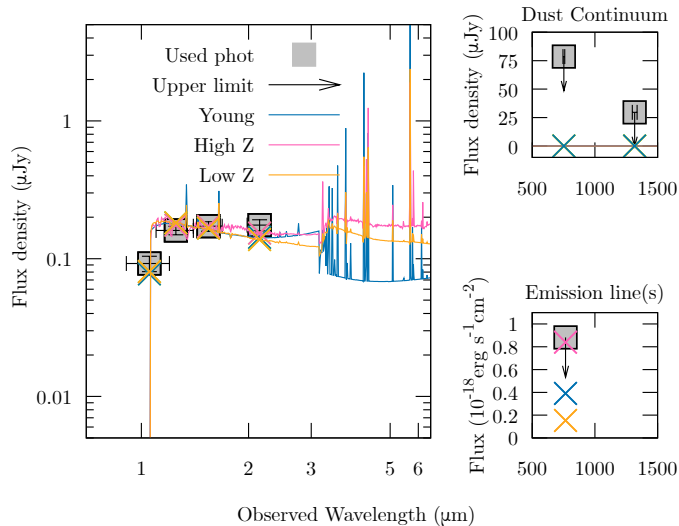 Used phot
Upper limit
Young
High Z
Low Z
Flux density (µJy)
1
0.1
0.01
1
2
3
5
6
Observed Wavelength (µm)
Dust Continuum
Flux density (µJy)
100
75
50
25
0
500
1000
1500
Emission line(s)
Flux (10⁻¹⁸erg s⁻¹cm⁻²)
1
0.8
0.6
0.4
0.2
0
500
1000
1500